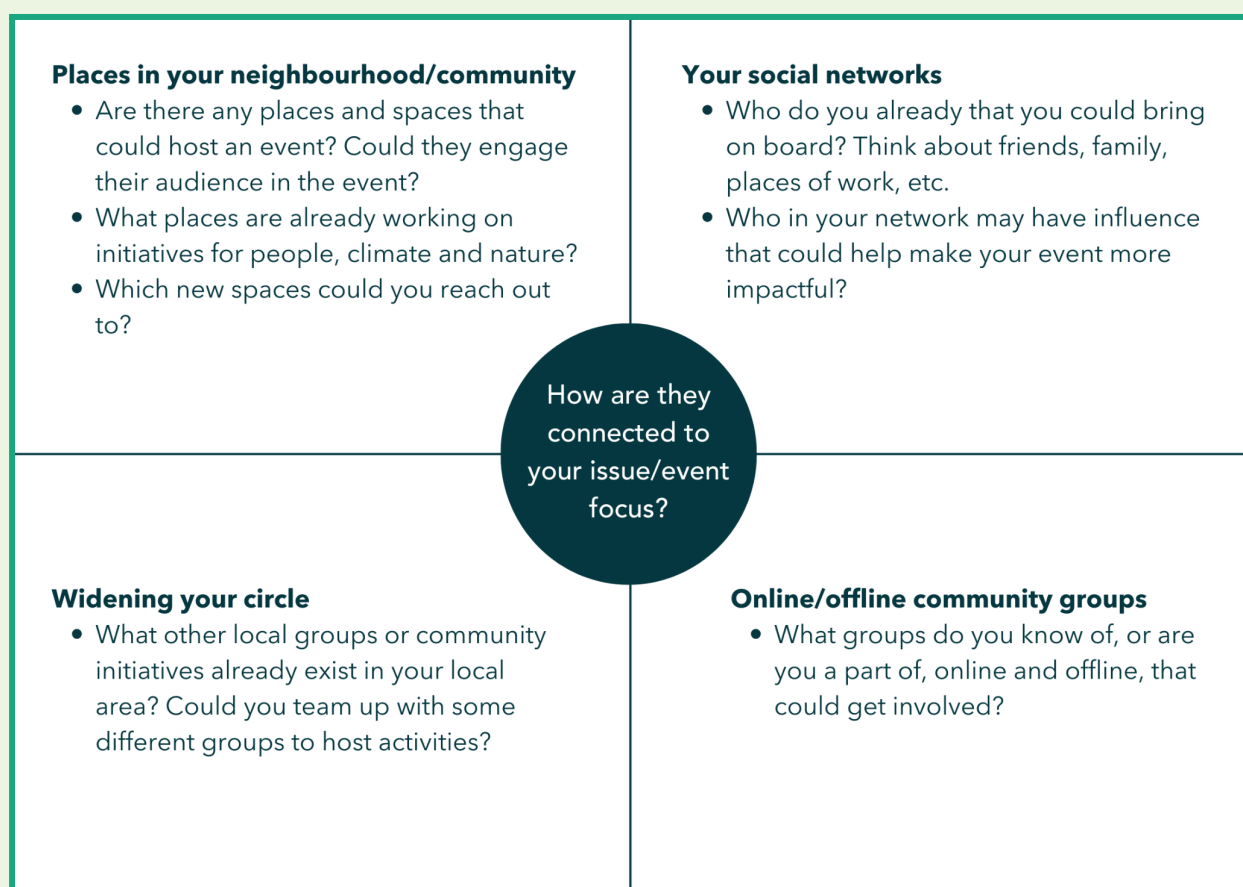 Places in your neighbourhood/community
• Are there any places and spaces that
could host an event? Could they engage
their audience in the event?
• What places are already working on
initiatives for people, climate and nature?
• Which new spaces could you reach out
to?
Your social networks
• Who do you already that you could bring
on board? Think about friends, family,
places of work, etc.
• Who in your network may have influence
that could help make your event more
impactful?
How are they
connected to
your issue/event
focus?
Widening your circle
• What other local groups or community
initiatives already exist in your local
area? Could you team up with some
different groups to host activities?
Online/offline community groups
• What groups do you know of, or are
you a part of, online and offline, that
could get involved?